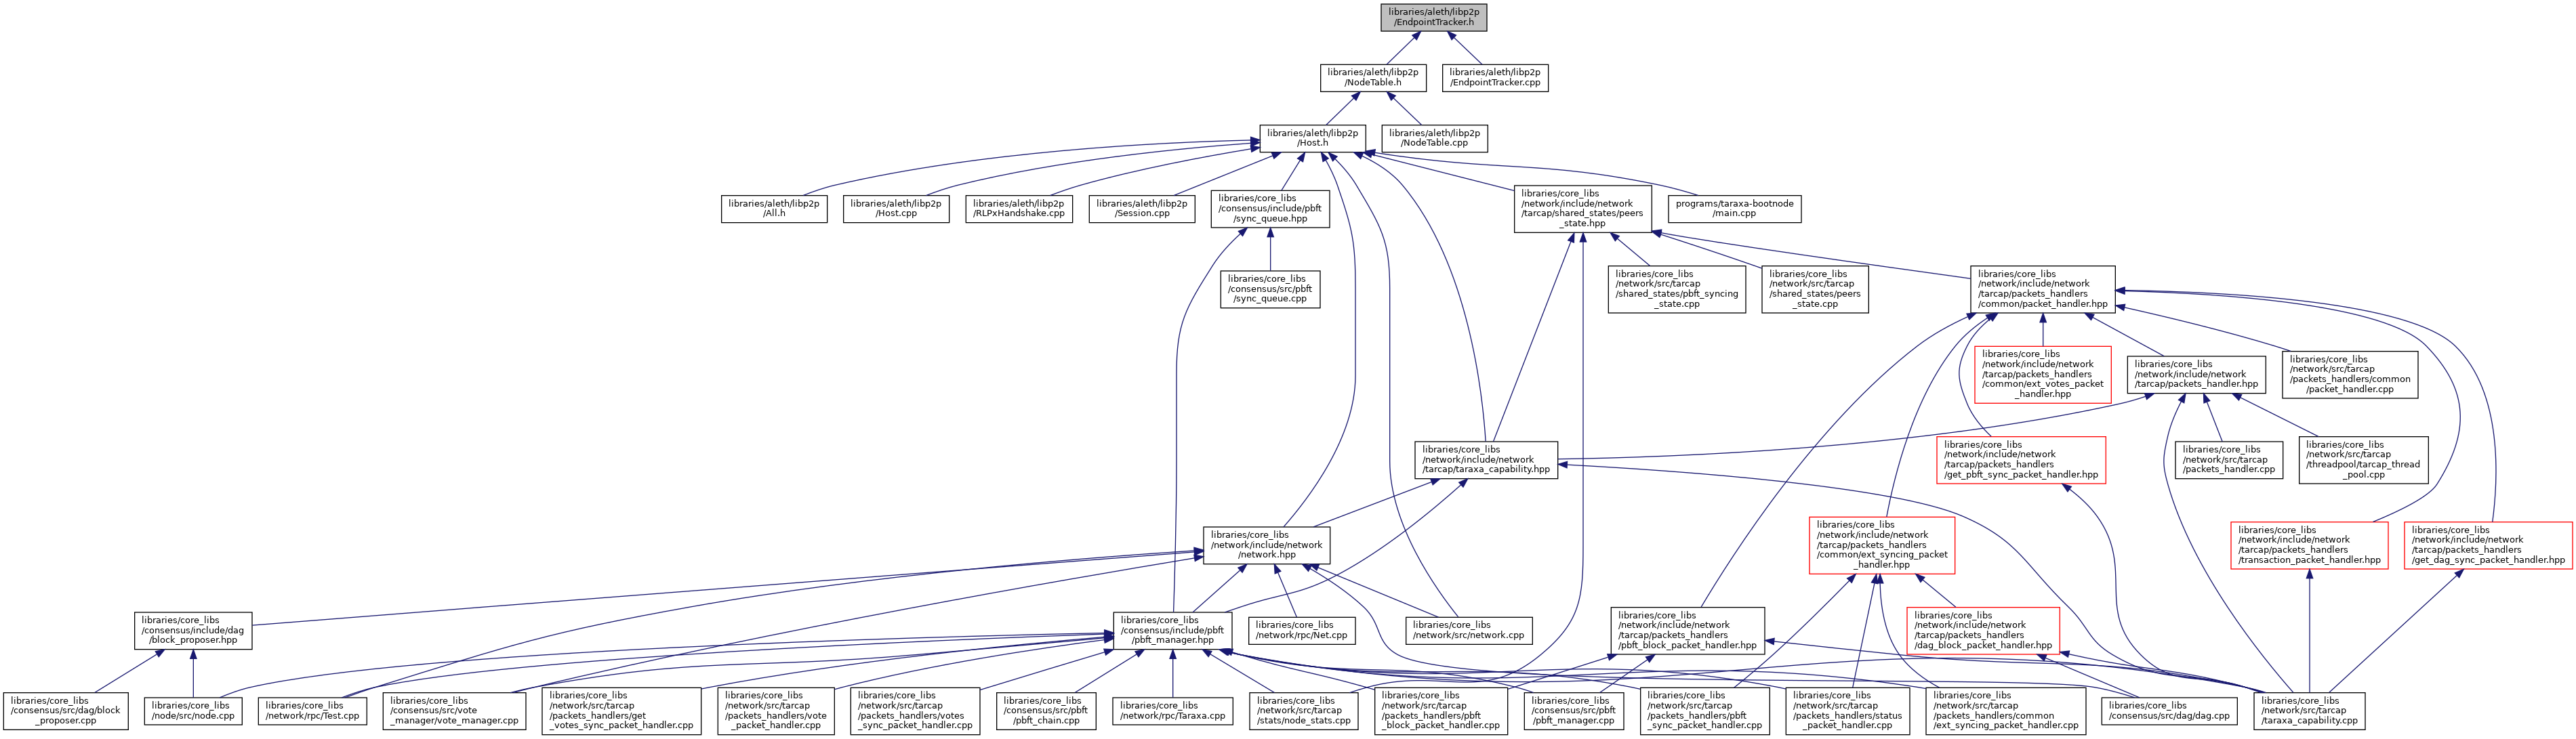 libraries/aleth/libp2p
/EndpointTracker.h
libraries/aleth/libp2p
/NodeTable.h
libraries/aleth/libp2p
/EndpointTracker.cpp
libraries/aleth/libp2p
/Host.h
libraries/aleth/libp2p
/NodeTable.cpp
libraries/aleth/libp2p
/All.h
libraries/aleth/libp2p
/Host.cpp
libraries/aleth/libp2p
/RLPxHandshake.cpp
libraries/aleth/libp2p
/Session.cpp
libraries/core_libs
/consensus/include/pbft
/sync_queue.hpp
libraries/core_libs
/network/include/network
/tarcap/shared_states/peers
_state.hpp
programs/taraxa-bootnode
/main.cpp
libraries/core_libs
/consensus/src/pbft
/sync_queue.cpp
libraries/core_libs
/network/src/tarcap
/shared_states/pbft_syncing
_state.cpp
libraries/core_libs
/network/src/tarcap
/shared_states/peers
_state.cpp
libraries/core_libs
/network/include/network
/tarcap/packets_handlers
/common/packet_handler.hpp
libraries/core_libs
/network/include/network
/tarcap/packets_handlers
/common/ext_votes_packet
_handler.hpp
libraries/core_libs
/network/include/network
/tarcap/packets_handler.hpp
libraries/core_libs
/network/src/tarcap
/packets_handlers/common
/packet_handler.cpp
libraries/core_libs
/network/include/network
/tarcap/taraxa_capability.hpp
libraries/core_libs
/network/include/network
/tarcap/packets_handlers
/get_pbft_sync_packet_handler.hpp
libraries/core_libs
/network/src/tarcap
/packets_handler.cpp
libraries/core_libs
/network/src/tarcap
/threadpool/tarcap_thread
_pool.cpp
libraries/core_libs
/network/include/network
/network.hpp
libraries/core_libs
/network/include/network
/tarcap/packets_handlers
/common/ext_syncing_packet
_handler.hpp
libraries/core_libs
/network/include/network
/tarcap/packets_handlers
/transaction_packet_handler.hpp
libraries/core_libs
/network/include/network
/tarcap/packets_handlers
/get_dag_sync_packet_handler.hpp
libraries/core_libs
/consensus/include/dag
/block_proposer.hpp
libraries/core_libs
/consensus/include/pbft
/pbft_manager.hpp
libraries/core_libs
/network/rpc/Net.cpp
libraries/core_libs
/network/src/network.cpp
libraries/core_libs
/network/include/network
/tarcap/packets_handlers
/pbft_block_packet_handler.hpp
libraries/core_libs
/network/include/network
/tarcap/packets_handlers
/dag_block_packet_handler.hpp
libraries/core_libs
/consensus/src/dag/block
_proposer.cpp
libraries/core_libs
/node/src/node.cpp
libraries/core_libs
/network/rpc/Test.cpp
libraries/core_libs
/consensus/src/vote
_manager/vote_manager.cpp
libraries/core_libs
/network/src/tarcap
/packets_handlers/get
_votes_sync_packet_handler.cpp
libraries/core_libs
/network/src/tarcap
/packets_handlers/vote
_packet_handler.cpp
libraries/core_libs
/network/src/tarcap
/packets_handlers/votes
_sync_packet_handler.cpp
libraries/core_libs
/consensus/src/pbft
/pbft_chain.cpp
libraries/core_libs
/network/rpc/Taraxa.cpp
libraries/core_libs
/network/src/tarcap
/stats/node_stats.cpp
libraries/core_libs
/network/src/tarcap
/packets_handlers/pbft
_block_packet_handler.cpp
libraries/core_libs
/consensus/src/pbft
/pbft_manager.cpp
libraries/core_libs
/network/src/tarcap
/packets_handlers/pbft
_sync_packet_handler.cpp
libraries/core_libs
/network/src/tarcap
/packets_handlers/status
_packet_handler.cpp
libraries/core_libs
/network/src/tarcap
/packets_handlers/common
/ext_syncing_packet_handler.cpp
libraries/core_libs
/consensus/src/dag/dag.cpp
libraries/core_libs
/network/src/tarcap
/taraxa_capability.cpp